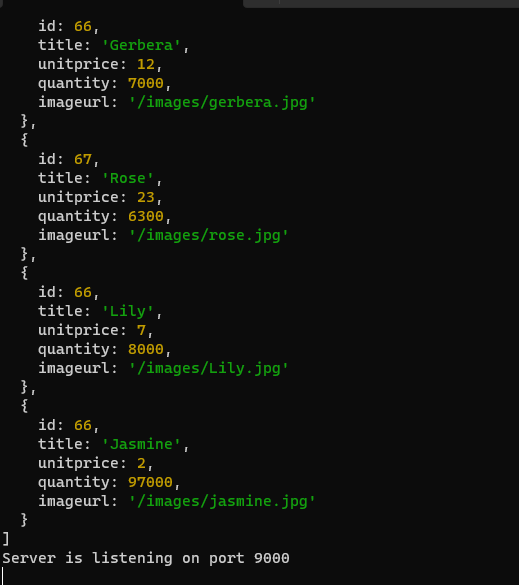 id: 66,
    title: 'Gerbera',
    unitprice: 12,
    quantity: 7000,
    imageurl: '/images/gerbera.jpg'
  },
  {
    id: 67,
    title: 'Rose',
    unitprice: 23,
    quantity: 6300,
    imageurl: '/images/rose.jpg'
  },
  {
    id: 66,
    title: 'Lily',
    unitprice: 7,
    quantity: 8000,
    imageurl: '/images/Lily.jpg'
  },
  {
    id: 66,
    title: 'Jasmine',
    unitprice: 2,
    quantity: 97000,
    imageurl: '/images/jasmine.jpg'
  }
]
Server is listening on port 9000